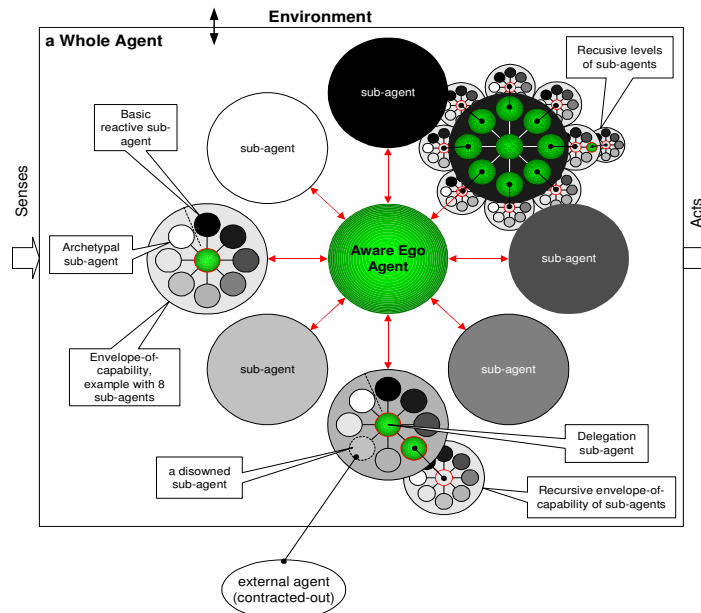 Environment
a Whole Agent
Recusive levels
of sub-agents
sub-agent
Basic
reactive sub-
agent
sub-agent
Senses
Acts
Archetypal
sub-agent
Aware Ego
Agent
sub-agent
Envelope-of-
capability,
example with 8
sub-agents
sub-agent
sub-agent
Delegation
sub-agent
a disowned
sub-agent
Recursive envelope-of-
capability of sub-agents
external agent
(contracted-out)